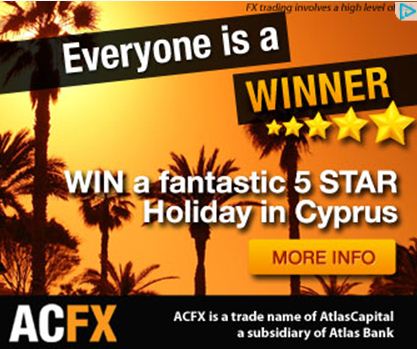 FX trading involves a high level o
Everyone is a
WINNER
WIN a fantastic 5 STAR
Holiday in Cyprus
MORE INFO
ACFX
ACFX is a trade name of AtlasCapital
a subsidiary of Atlas Bank